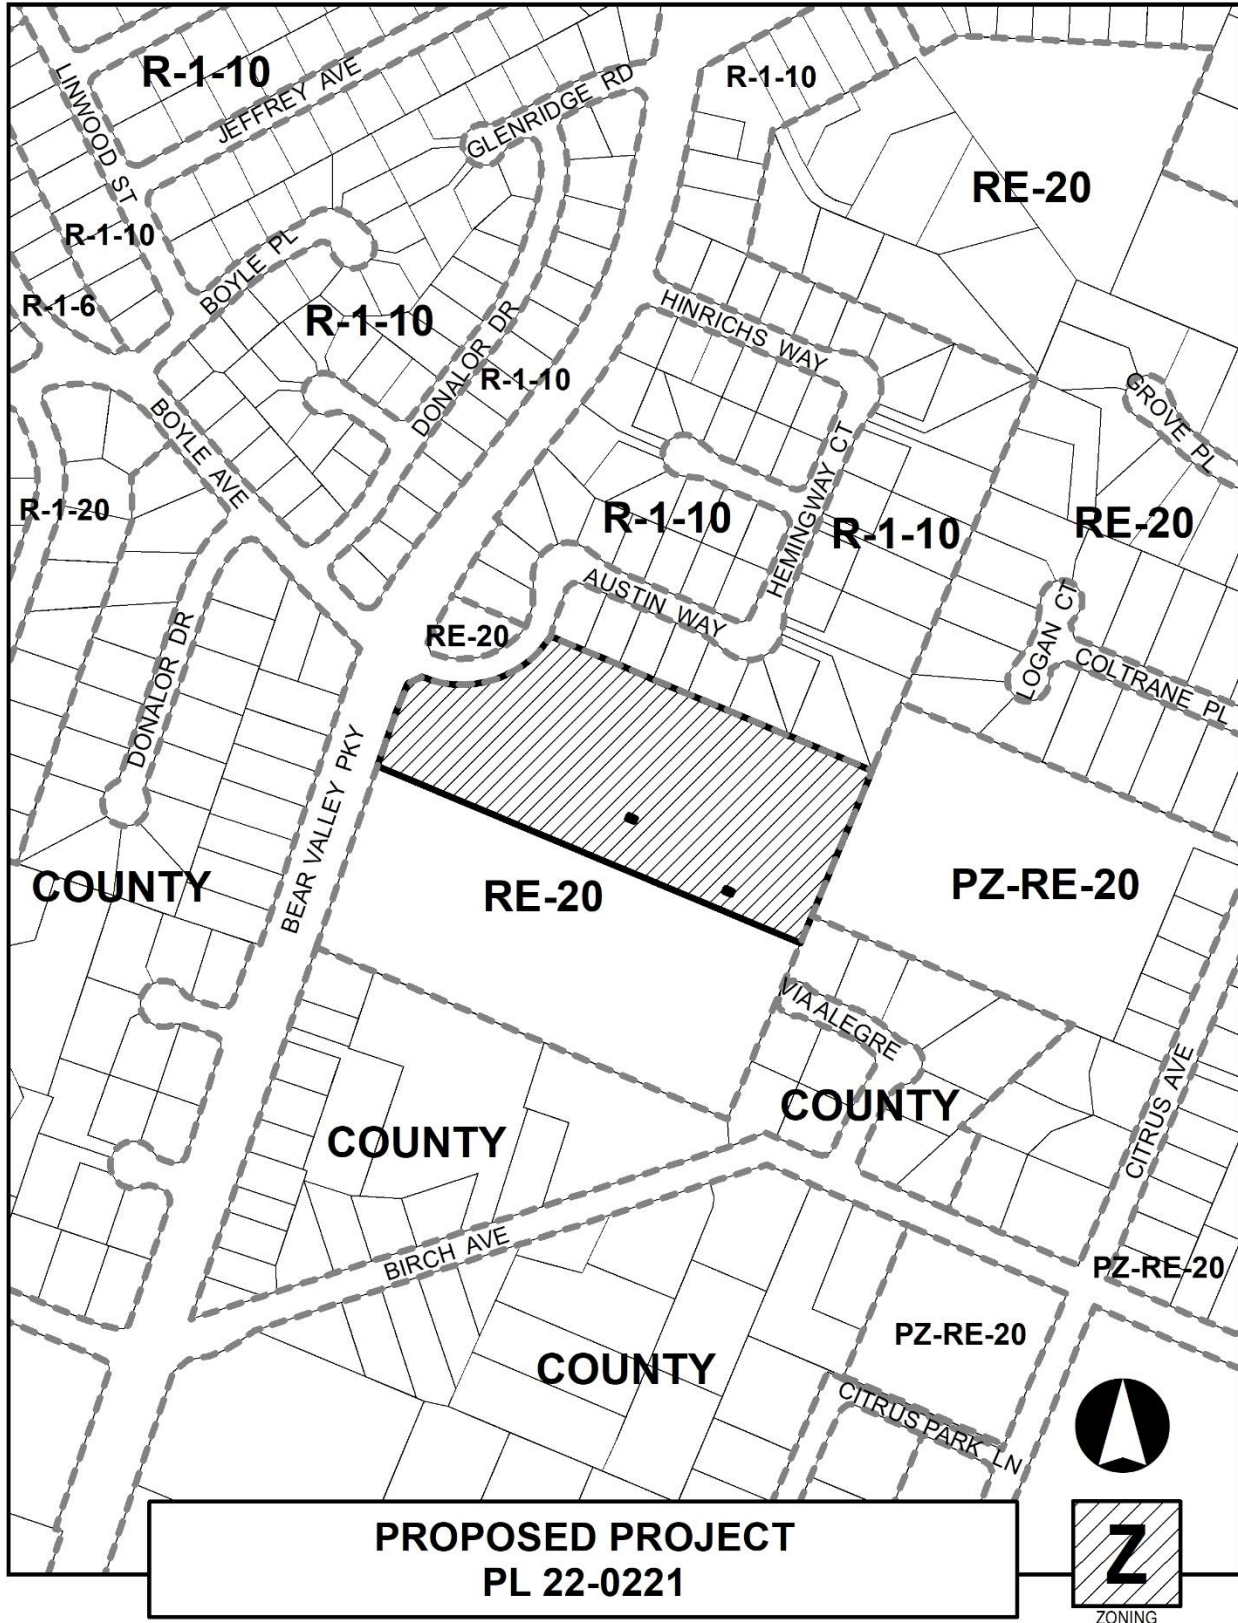 R-1-10
JEFFREY AVE
LINWOOD ST
GLENRIDGE RD
R-1-10
RE-20
R-1-10
BOYLE PL
R-1-6
R-1-10
DONALOR DR
R-1-10
HINRICHS WAY
GROVE PL
BOYLE AVE
HEMINGWAY CT
R-1-20
R-1-10
R-1-10
RE-20
AUSTIN WAY
DONALOR DR
RE-20
LOGAN CT
COLTRANE PL
BEAR VALLEY PKY
COUNTY
RE-20
PZ-RE-20
VIA ALEGRE
COUNTY
COUNTY
CITRUS AVE
BIRCH AVE
PZ-RE-20
PZ-RE-20
COUNTY
CITRUS PARK LN
PROPOSED PROJECT
PL 22-0221
Z
ZONING